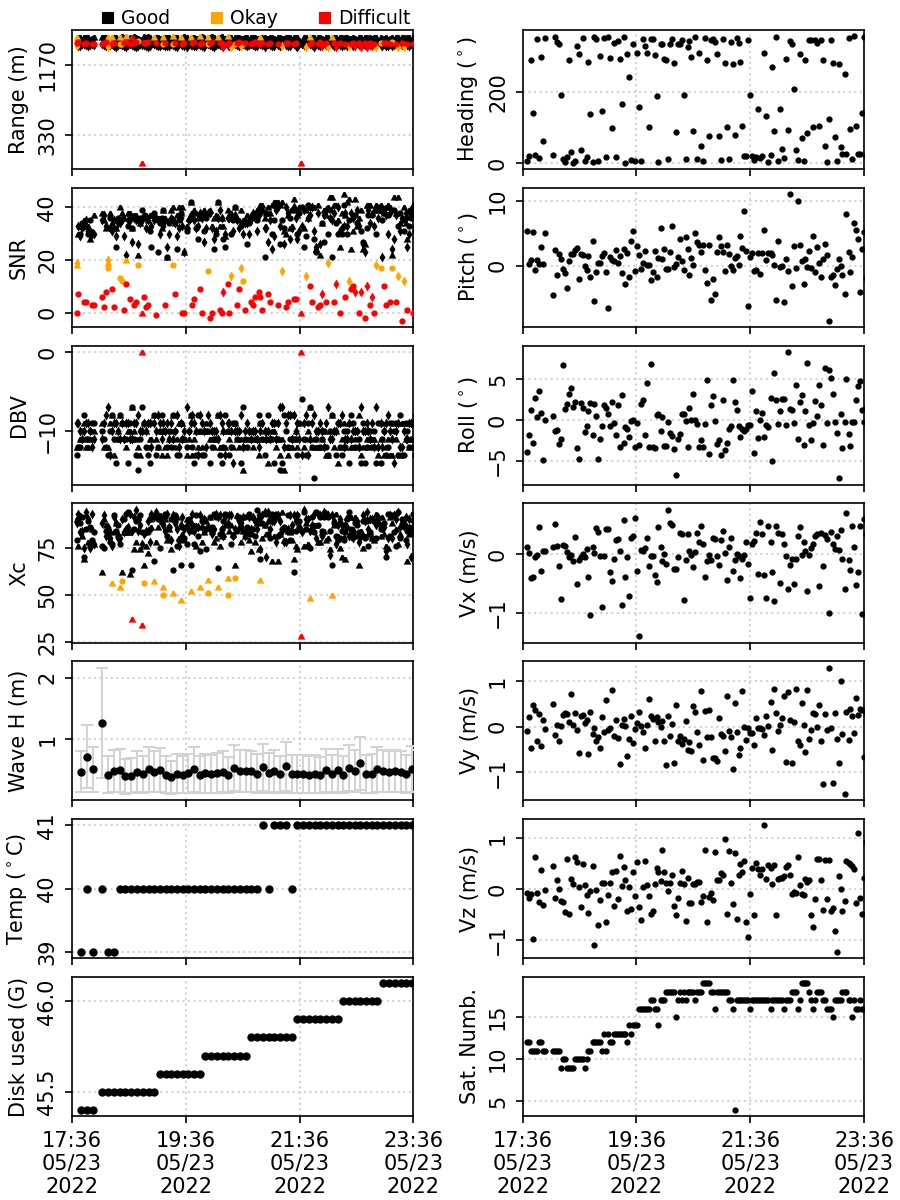 Good Okay Difficult
Range (m)
1170
330
Heading (°)
200
0
SNR
40
20
0
Pitch (°)
10
0
DBV
0
−10
Roll (°)
5
0
−5
Xc
75
50
25
Vx (m/s)
0
−1
Wave H (m)
2
1
Vy (m/s)
1
0
−1
Temp (°C)
41
40
39
Vz (m/s)
1
0
−1
Disk used (G)
46.0
45.5
Sat. Numb.
15
10
5
17:36 19:36 21:36 23:36
05/23 05/23 05/23 05/23
2022 2022 2022 2022
17:36 19:36 21:36 23:36
05/23 05/23 05/23 05/23
2022 2022 2022 2022